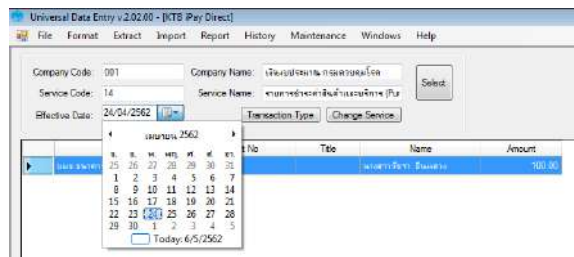 Universal Data Entry v.2.02.00 - [KTB iPay Direct]
File Format Extract Import Report History Maintenance Windows Help
Company Code: 001 Company Name: เงินงบประมาณ กรมควบคุมโรค Select
Service Code: 14 Service Name: รายการชำระค่าสินค้าและบริการ (Pur
Effective Date: 24/04/2562 Transaction Type Change Service
เมษายน 2562
t No Title Name Amount
จ. อ. พ. พฤ. ศ. ส. อา.
25 26 27 28 29 30 31
100.00
1 2 3 4 5 6 7
8 9 10 11 12 13 14
15 16 17 18 19 20 21
22 23 24 25 26 27 28
29 30 1 2 3 4 5
Today: 6/5/2562